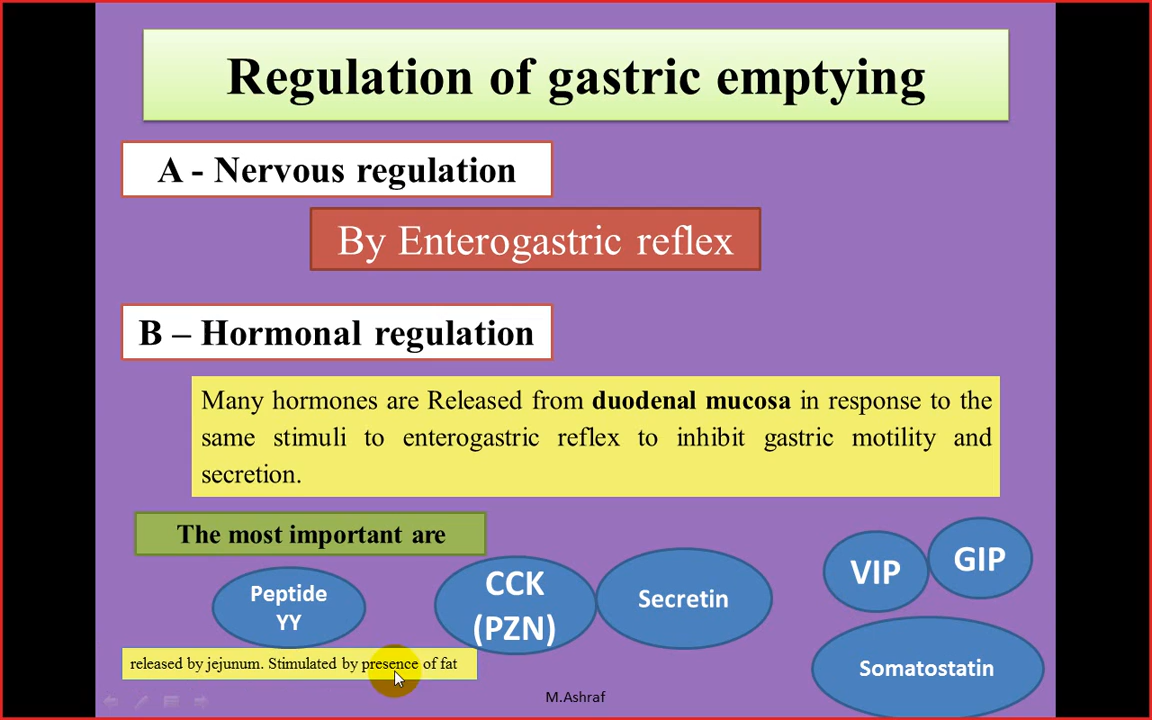 Regulation of gastric emptying
A - Nervous regulation
By Enterogastric reflex
B – Hormonal regulation
Many hormones are Released from duodenal mucosa in response to the
same stimuli to enterogastric reflex to inhibit gastric motility and
secretion.
The most important are
Peptide
YY
CCK
(PZN)
Secretin
VIP
GIP
Somatostatin
released by jejunum. Stimulated by presence of fat
M.Ashraf